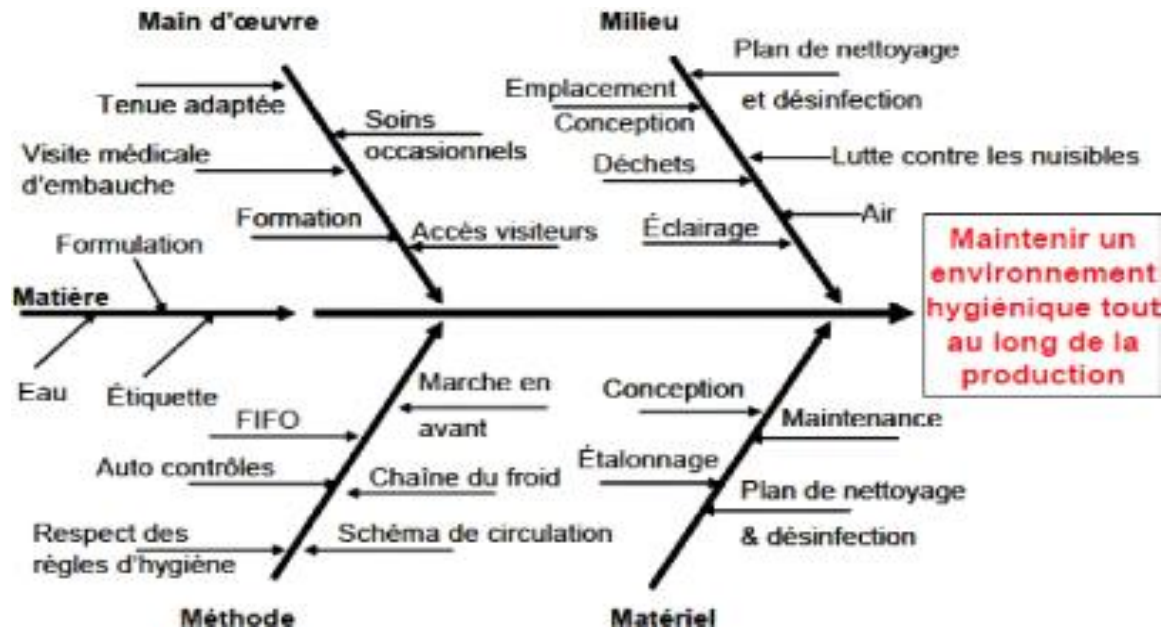 Main d'œuvre
Milieu
Tenue adaptée
Soins
occasionnels
Visite médicale
d'embauche
Formation
Accès visiteurs
Plan de nettoyage
et désinfection
Emplacement
Conception
Lutte contre les nuisibles
Déchets
Air
Éclairage
Formulation
Matière
Eau
Étiquette
Maintenir un
environnement
hygiénique tout
au long de la
production
Marche en
avant
FIFO
Auto contrôles
Chaîne du froid
Respect des
règles d'hygiène
Schéma de circulation
Méthode
Conception
Maintenance
Étalonnage
Plan de nettoyage
& désinfection
Matériel